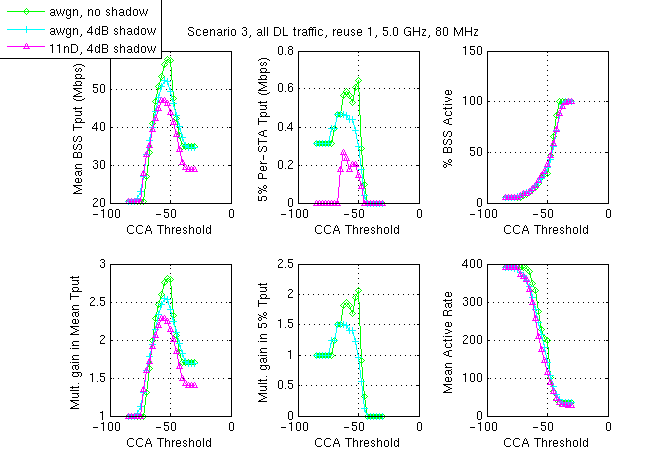 awgn, no shadow
awgn, 4dB shadow
11nD, 4dB shadow
Scenario 3, all DL traffic, reuse 1, 5.0 GHz, 80 MHz
Mean BSS Tput (Mbps)
50
40
30
20
-100 -50 0
CCA Threshold
5% Per-STA Tput (Mbps)
0.8
0.6
0.4
0.2
0
-100 -50 0
CCA Threshold
% BSS Active
150
100
50
0
-100 -50 0
CCA Threshold
Mult. gain in Mean Tput
3
2.5
2
1.5
1
-100 -50 0
CCA Threshold
Mult. gain in 5% Tput
2.5
2
1.5
1
0.5
0
-100 -50 0
CCA Threshold
Mean Active Rate
400
300
200
100
0
-100 -50 0
CCA Threshold